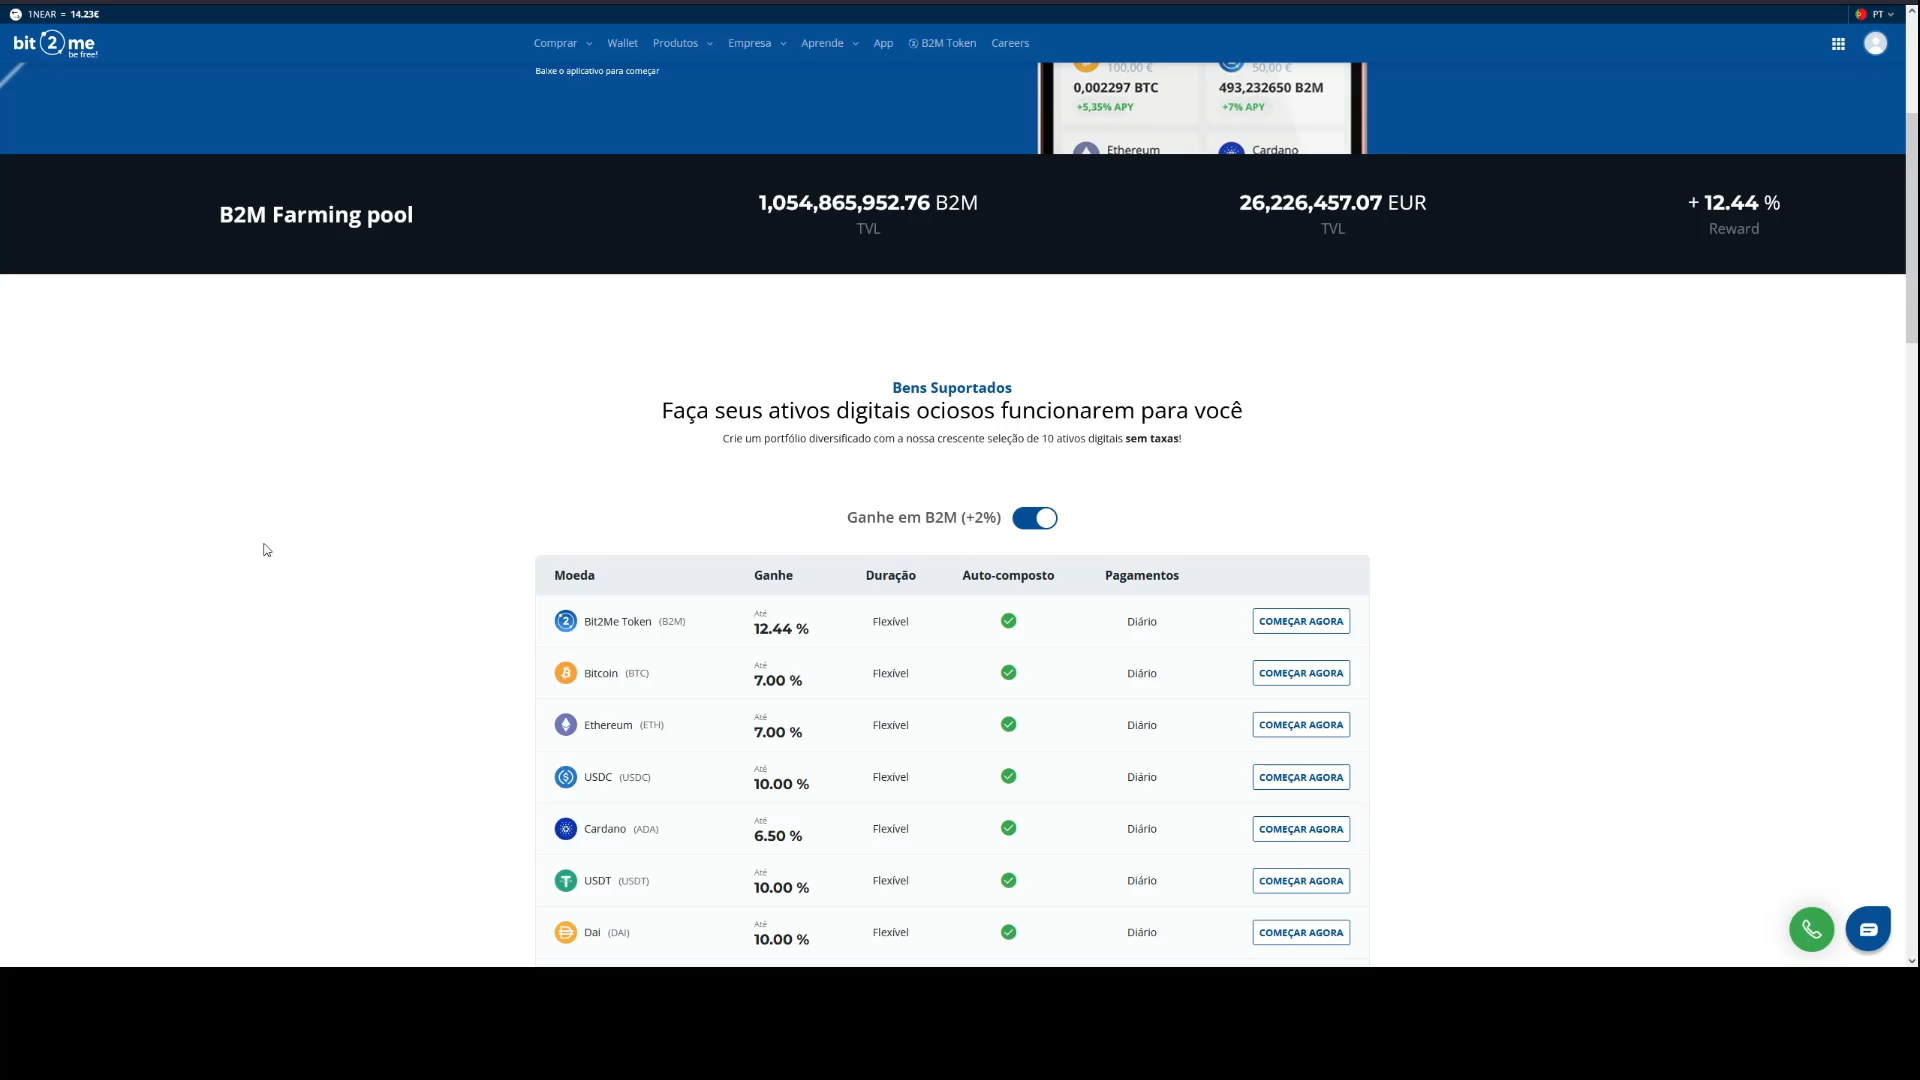 1NEAR = 14.23€
PT
bit 2 me
be free!
Comprar
Wallet
Produtos
Empresa
Aprende
App
B2M Token
Careers
Baixe o aplicativo para começar
100,00 €
50,00 €
0,002297 BTC
493,232650 B2M
+5,35% APY
+7% APY
Ethereum
Cardano
B2M Farming pool
1,054,865,952.76 B2M
TVL
26,226,457.07 EUR
TVL
+ 12.44 %
Reward
Bens Suportados
Faça seus ativos digitais ociosos funcionarem para você
Crie um portfólio diversificado com a nossa crescente seleção de 10 ativos digitais sem taxas!
Ganhe em B2M (+2%)
Moeda Ganhe Duração Auto-composto Pagamentos
Até
Bit2Me Token (B2M) 12.44 % Flexível Diário COMEÇAR AGORA
Até
Bitcoin (BTC) 7.00 % Flexível Diário COMEÇAR AGORA
Até
Ethereum (ETH) 7.00 % Flexível Diário COMEÇAR AGORA
Até
USDC (USDC) 10.00 % Flexível Diário COMEÇAR AGORA
Até
Cardano (ADA) 6.50 % Flexível Diário COMEÇAR AGORA
Até
USDT (USDT) 10.00 % Flexível Diário COMEÇAR AGORA
Até
Dai (DAI) 10.00 % Flexível Diário COMEÇAR AGORA